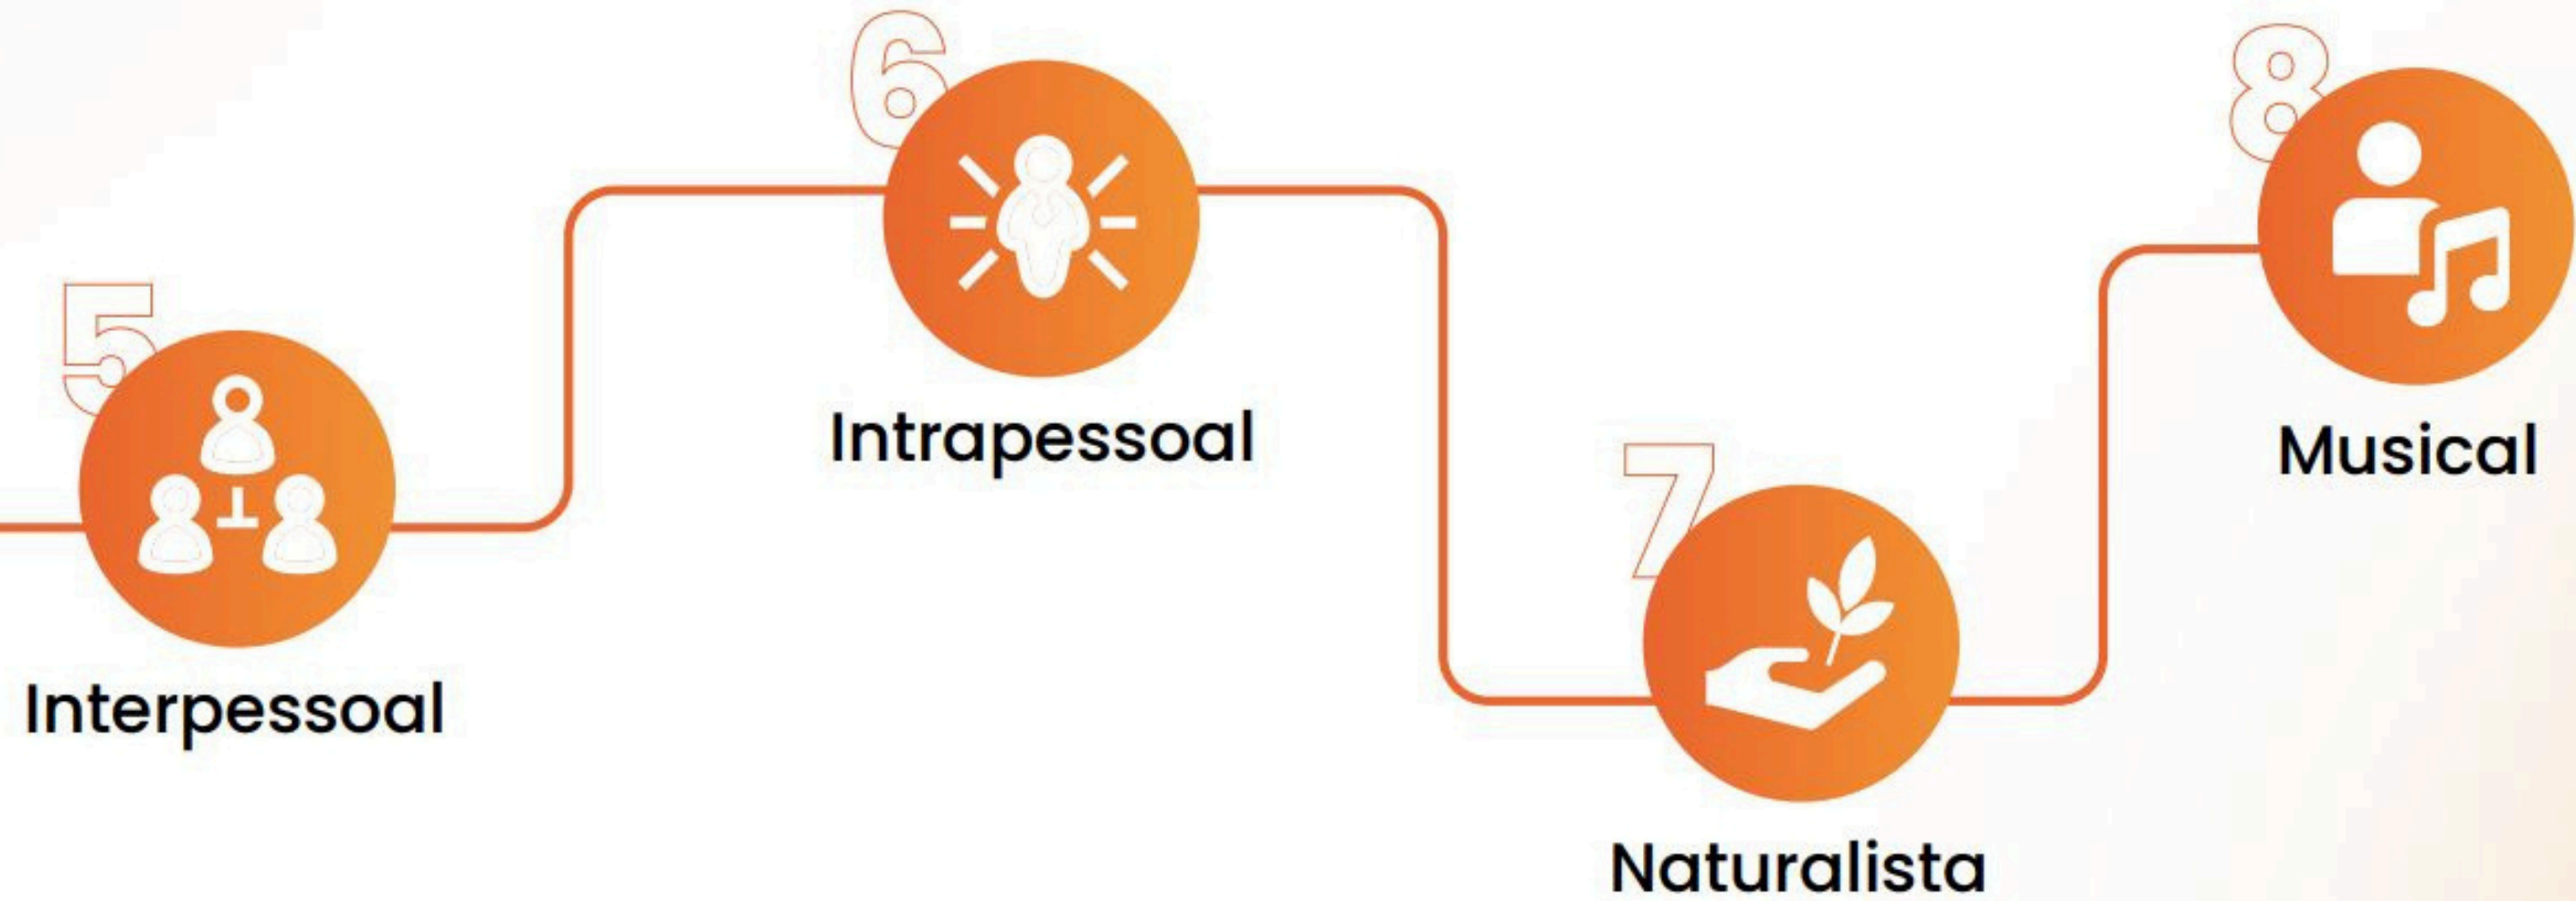 5
Interpessoal
6
Intrapessoal
7
Naturalista
8
Musical